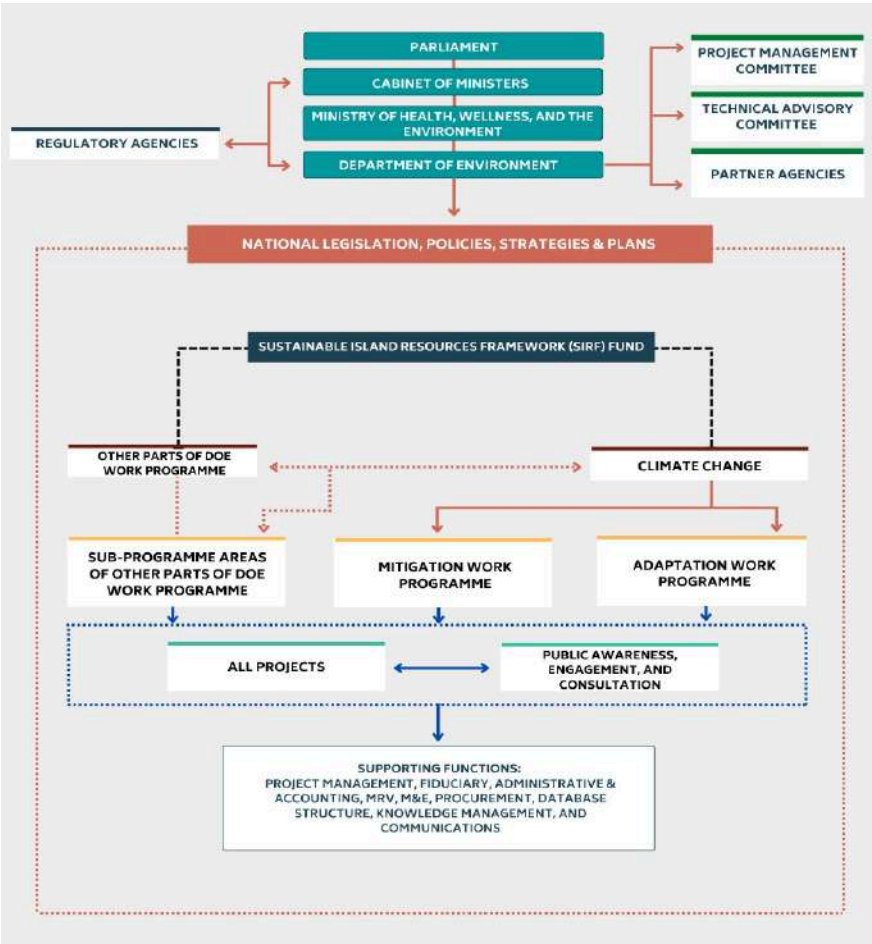 PARLIAMENT
CABINET OF MINISTERS
MINISTRY OF HEALTH, WELLNESS, AND THE
ENVIRONMENT
DEPARTMENT OF ENVIRONMENT
REGULATORY AGENCIES
PROJECT MANAGEMENT
COMMITTEE
TECHNICAL ADVISORY
COMMITTEE
PARTNER AGENCIES
NATIONAL LEGISLATION, POLICIES, STRATEGIES & PLANS
SUSTAINABLE ISLAND RESOURCES FRAMEWORK (SIRF) FUND
OTHER PARTS OF DOE
WORK PROGRAMME
CLIMATE CHANGE
SUB-PROGRAMME AREAS
OF OTHER PARTS OF DOE
WORK PROGRAMME
MITIGATION WORK
PROGRAMME
ADAPTATION WORK
PROGRAMME
ALL PROJECTS
PUBLIC AWARENESS,
ENGAGEMENT, AND
CONSULTATION
SUPPORTING FUNCTIONS:
PROJECT MANAGEMENT, FIDUCIARY, ADMINISTRATIVE &
ACCOUNTING, MRV, M&E, PROCUREMENT, DATABASE
STRUCTURE, KNOWLEDGE MANAGEMENT, AND
COMMUNICATIONS